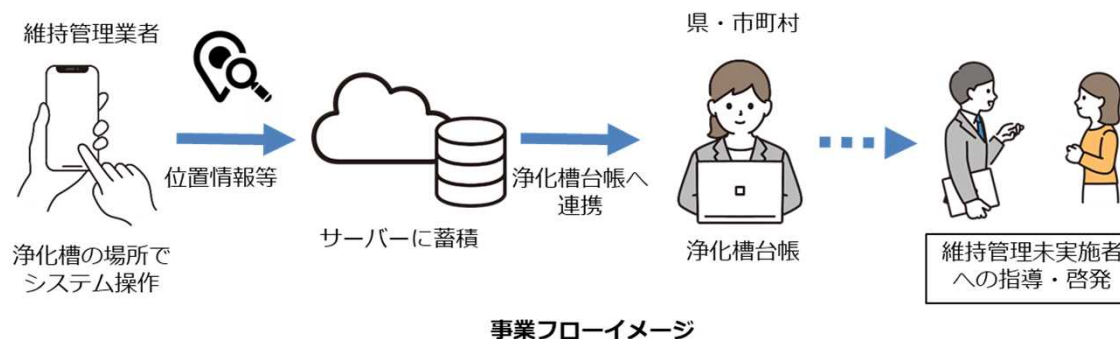 維持管理業者
位置情報等
浄化槽の場所で
システム操作
サーバーに蓄積
浄化槽台帳へ
連携
県・市町村
浄化槽台帳
維持管理未実施者
への指導・啓発
事業フローイメージ